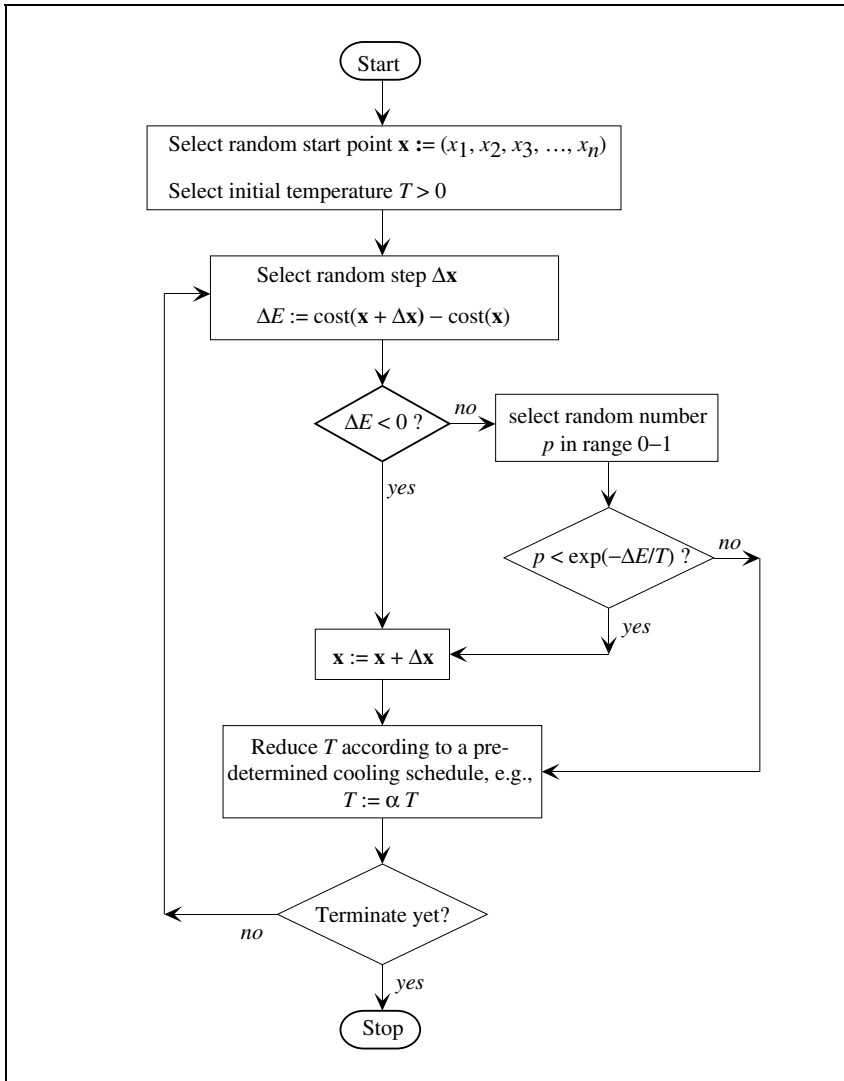 Start
Select random start point x := (x1, x2, x3, …, xn)
Select initial temperature T > 0
Select random step Δx
ΔE := cost(x + Δx) − cost(x)
ΔE < 0 ?
no
select random number
p in range 0−1
yes
p < exp(−ΔE/T) ?
no
yes
x := x + Δx
Reduce T according to a pre-
determined cooling schedule, e.g.,
T := α T
Terminate yet?
no
yes
Stop